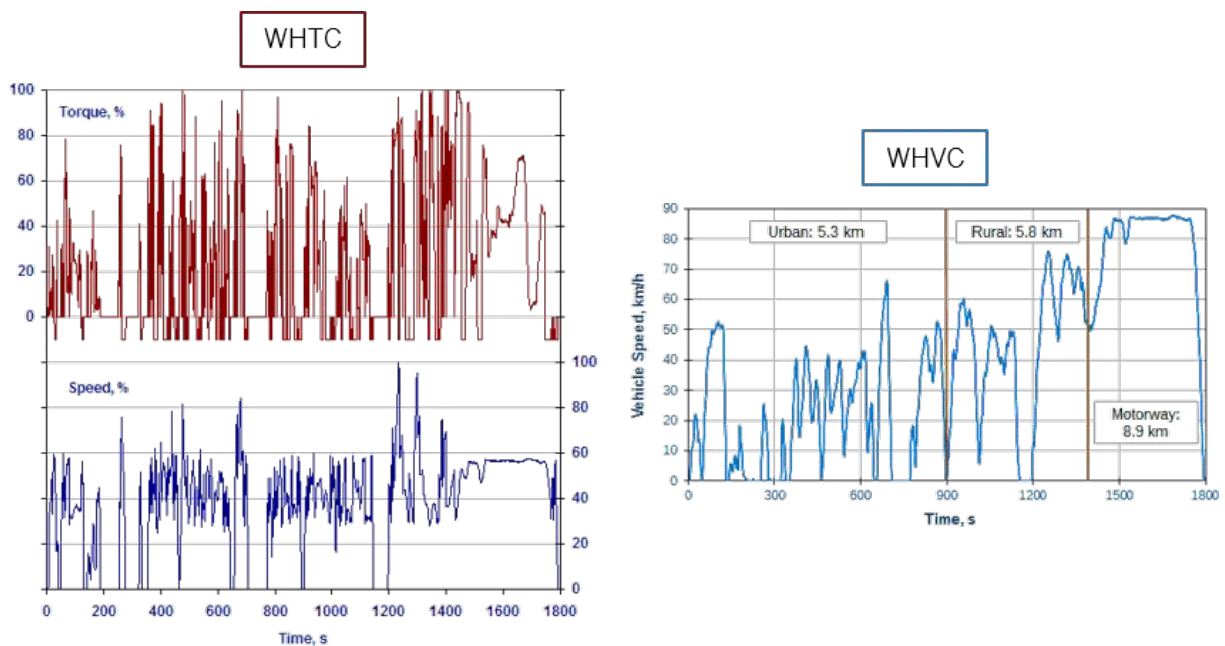 WHTC
100
Torque, %
80
60
40
20
0
100
Speed, %
80
60
40
20
0
0 200 400 600 800 1000 1200 1400 1600 1800
Time, s
WHVC
90
80
70
60
50
40
30
20
10
0
Vehicle Speed, km/h
Urban: 5.3 km
Rural: 5.8 km
Motorway:
8.9 km
0 300 600 900 1200 1500 1800
Time, s